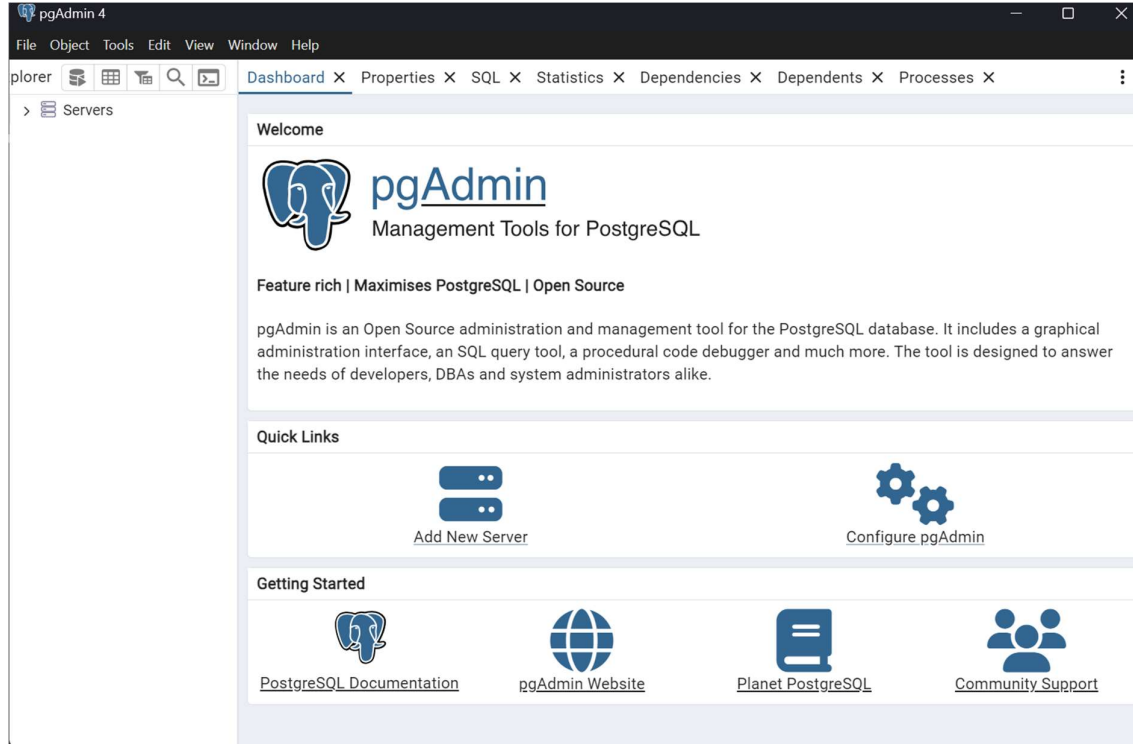 pgAdmin 4
File Object Tools Edit View Window Help
plorer
Dashboard Properties SQL Statistics Dependencies Dependents Processes
Servers
Welcome
pgAdmin
Management Tools for PostgreSQL
Feature rich | Maximises PostgreSQL | Open Source
pgAdmin is an Open Source administration and management tool for the PostgreSQL database. It includes a graphical
administration interface, an SQL query tool, a procedural code debugger and much more. The tool is designed to answer
the needs of developers, DBAs and system administrators alike.
Quick Links
Add New Server
Configure pgAdmin
Getting Started
PostgreSQL Documentation
pgAdmin Website
Planet PostgreSQL
Community Support